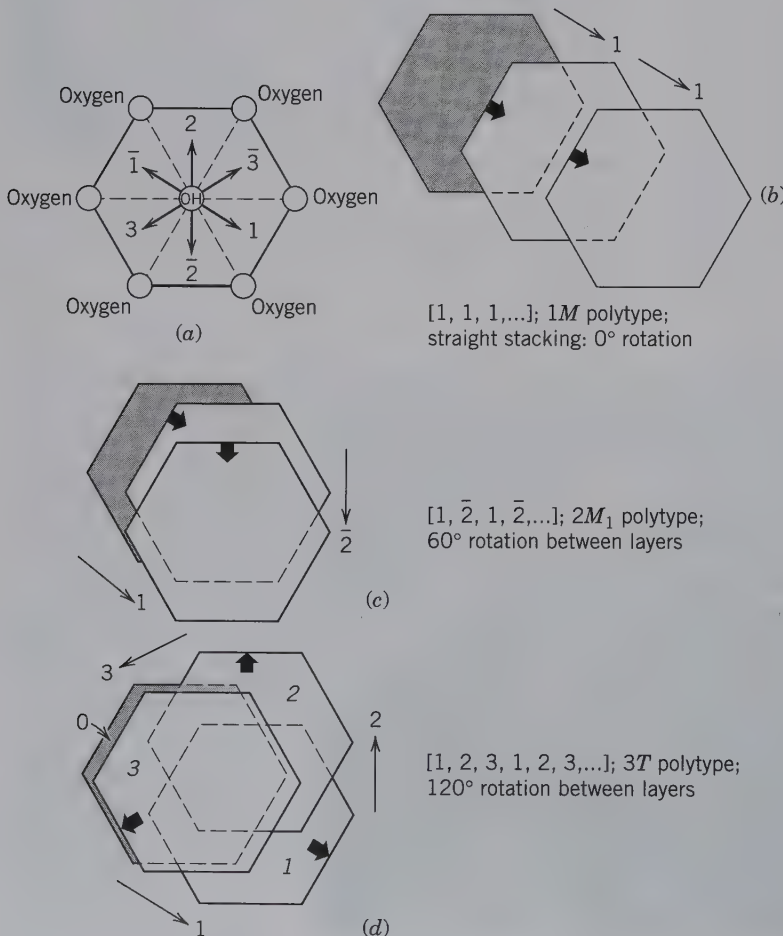 Oxygen Oxygen
2
1̅ 3̅
Oxygen OH Oxygen
3 1
2̅
Oxygen Oxygen
(a)
1
1
(b)
[1, 1, 1,...]; 1M polytype;
straight stacking: 0° rotation
2̅
1
(c)
[1, 2̅, 1, 2̅,...]; 2M₁ polytype;
60° rotation between layers
3
0
2
2
3
1
1
(d)
[1, 2, 3, 1, 2, 3,...]; 3T polytype;
120° rotation between layers